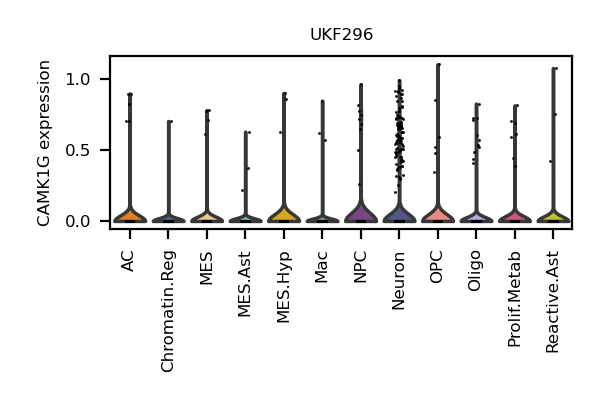 UKF296
CAMK1G expression
1.0
0.5
0.0
AC
Chromatin.Reg
MES
MES.Ast
MES.Hyp
Mac
NPC
Neuron
OPC
Oligo
Prolif.Metab
Reactive.Ast